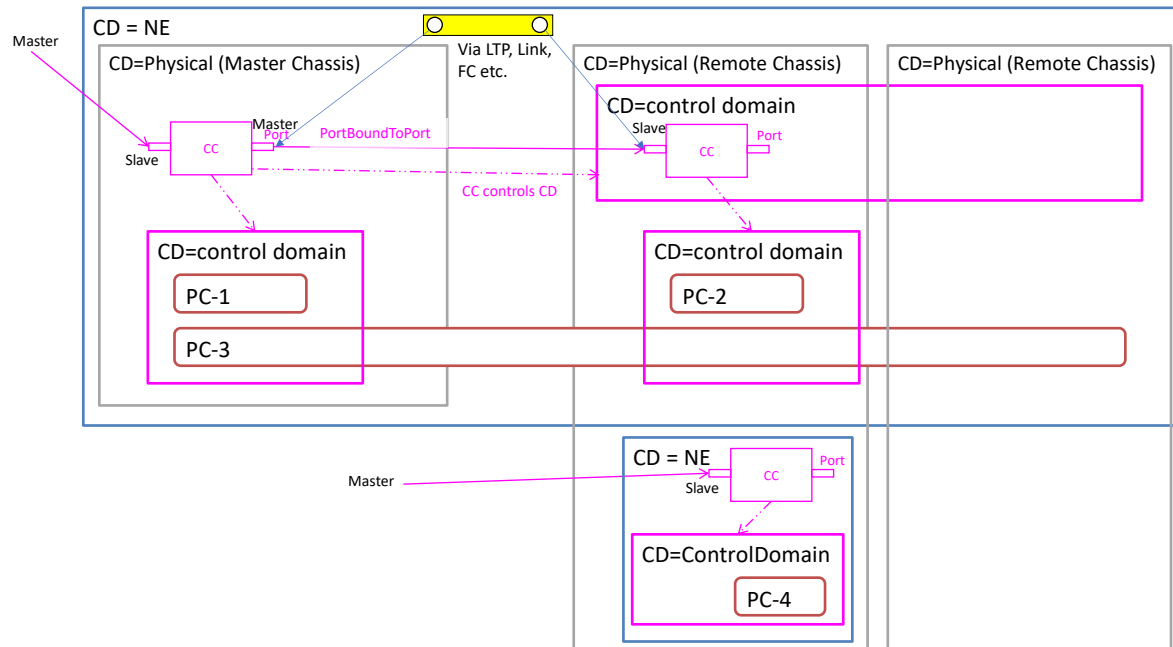 CD = NE
Master
Via LTP, Link,
FC etc.
CD=Physical (Master Chassis)
CD=Physical (Remote Chassis)
CD=Physical (Remote Chassis)
CD=control domain
Master
Port
Slave
CC
PortBoundToPort
Slave
CC
Port
CC controls CD
CD=control domain
CD=control domain
PC-1
PC-2
PC-3
CD = NE
Master
Slave
CC
Port
CD=ControlDomain
PC-4